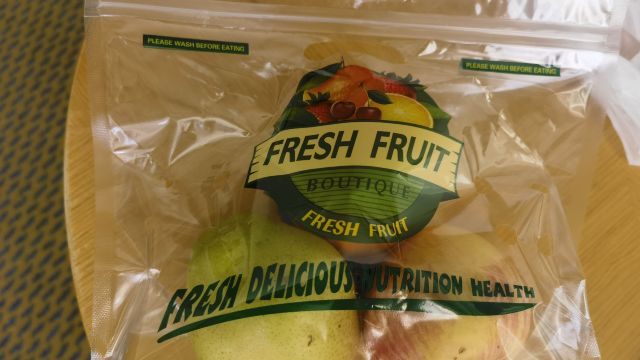 PLEASE WASH BEFORE EATING
PLEASE WASH BEFORE EATING
FRESH FRUIT
BOUTIQUE
FRESH FRUIT
FRESH DELICIOUS NUTRITION HEALTH